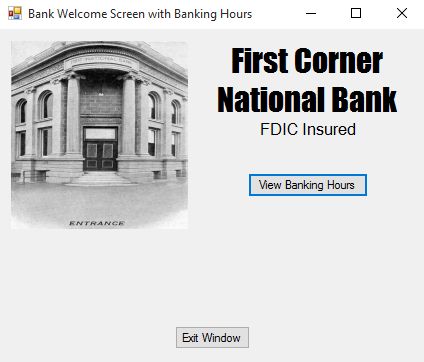 Bank Welcome Screen with Banking Hours
First Corner
National Bank
FDIC Insured
View Banking Hours
ENTRANCE
Exit Window